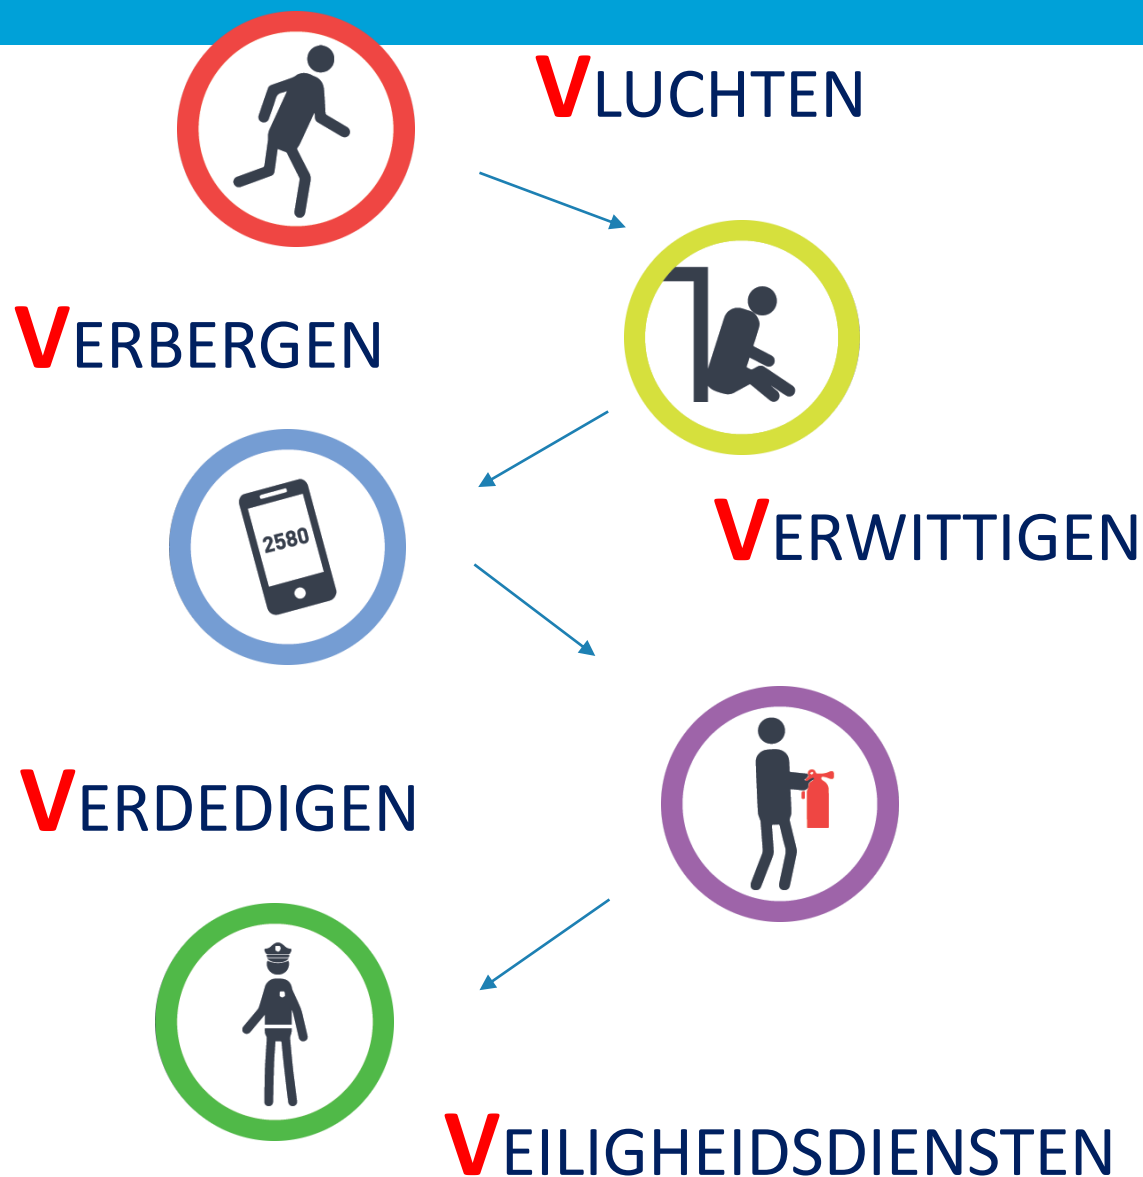 VLUCHTEN
VERBERGEN
VERWITTIGEN
2580
VERDEDIGEN
VEILIGHEIDSDIENSTEN